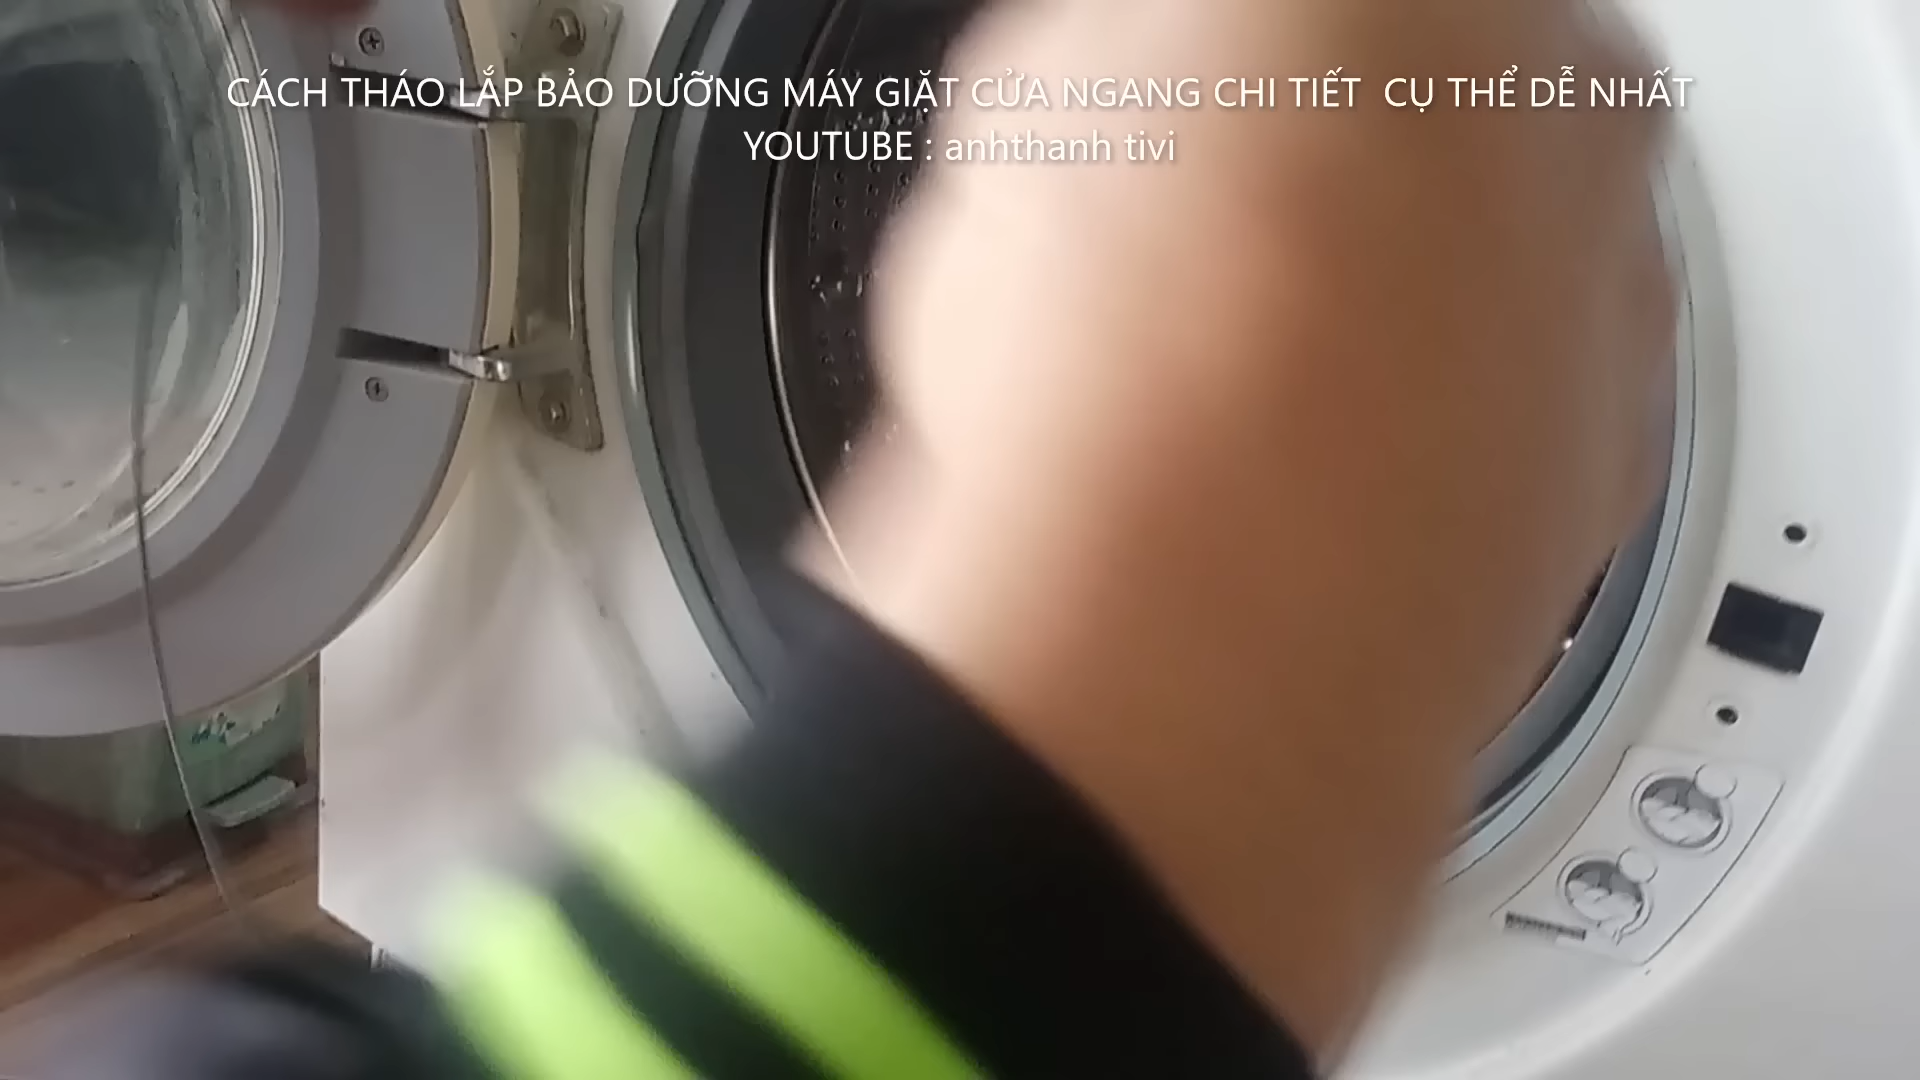 CÁCH THÁO LẮP BẢO DƯỠNG MÁY GIẶT CỬA NGANG CHI TIẾT CỤ THỂ DỄ NHẤT
YOUTUBE : anhthanh tivi